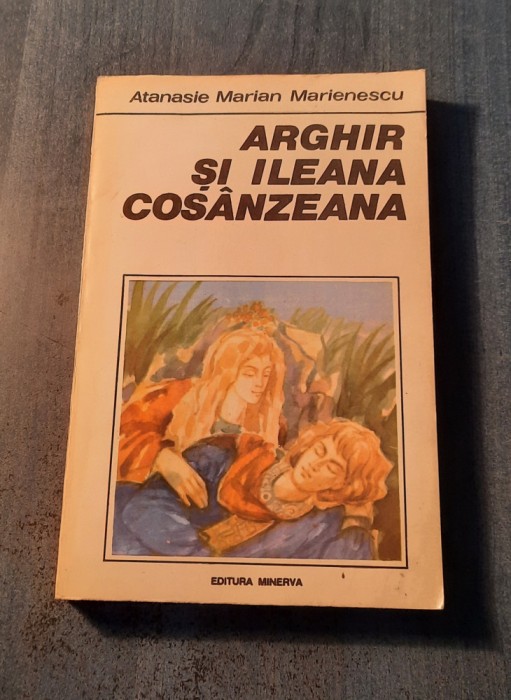 Atanasie Marian Marienescu
ARGHIR
ȘI ILEANA
COSÂNZEANA
EDITURA MINERVA